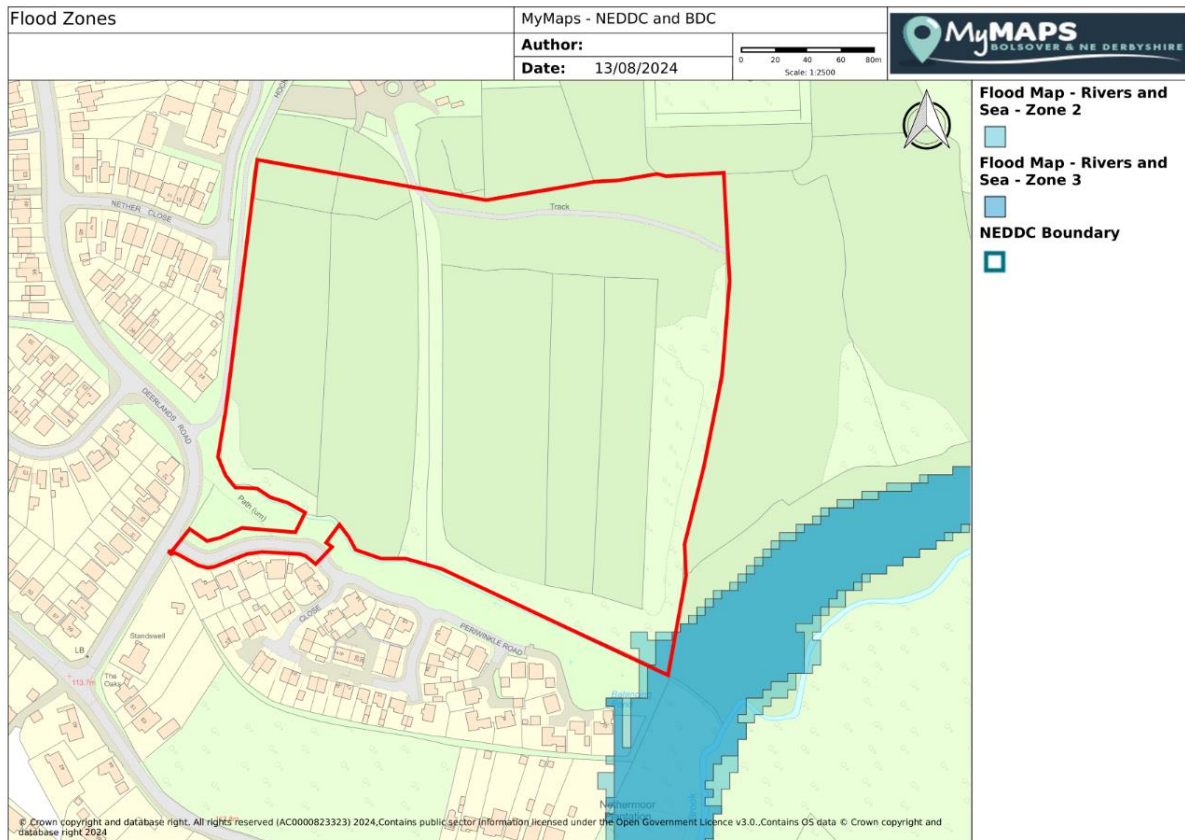 Flood Zones
MyMaps - NEDDC and BDC
Author:
Date: 13/08/2024
0 20 40 60 80m
Scale: 1:2500
MyMAPS
BOLSOVER & NE DERBYSHIRE
Flood Map - Rivers and
Sea - Zone 2
Flood Map - Rivers and
Sea - Zone 3
NEDDC Boundary
NETHER CLOSE
Track
DEERLANDS ROAD
Path (um)
CLOSE
PERIWINKLE ROAD
Standswell
LB
The
Oaks
113.7m
Balancing
Pond
Nethermoor
Plantation
© Crown copyright and database right. All rights reserved (AC0000823323) 2024,Contains public sector information licensed under the Open Government Licence v3.0.,Contains OS data © Crown copyright and
database right 2024